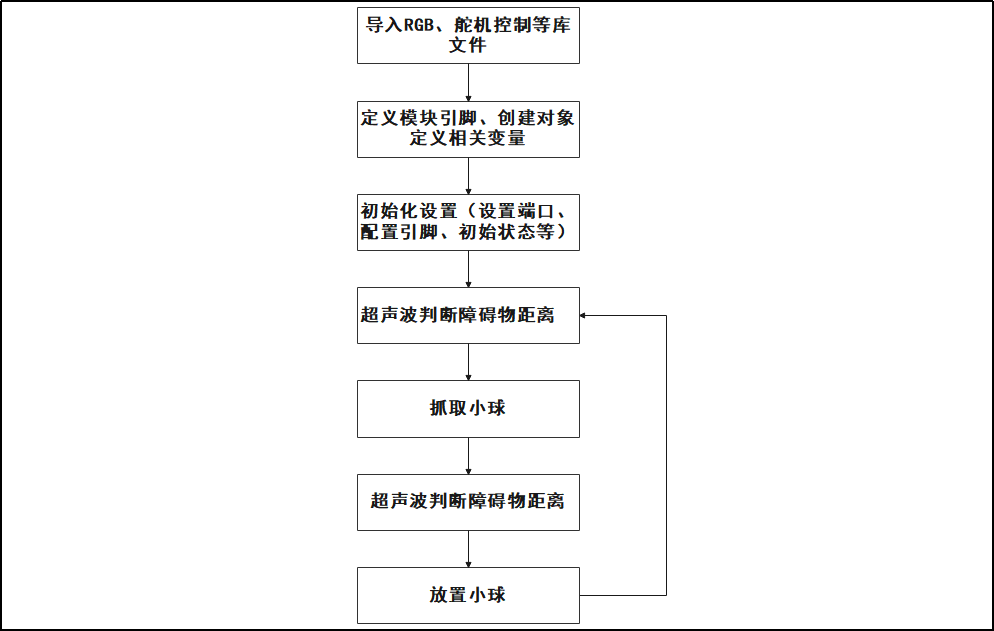 导入RGB、舵机控制等库
文件
定义模块引脚、创建对象
定义相关变量
初始化设置（设置端口、
配置引脚、初始状态等）
超声波判断障碍物距离
抓取小球
超声波判断障碍物距离
放置小球